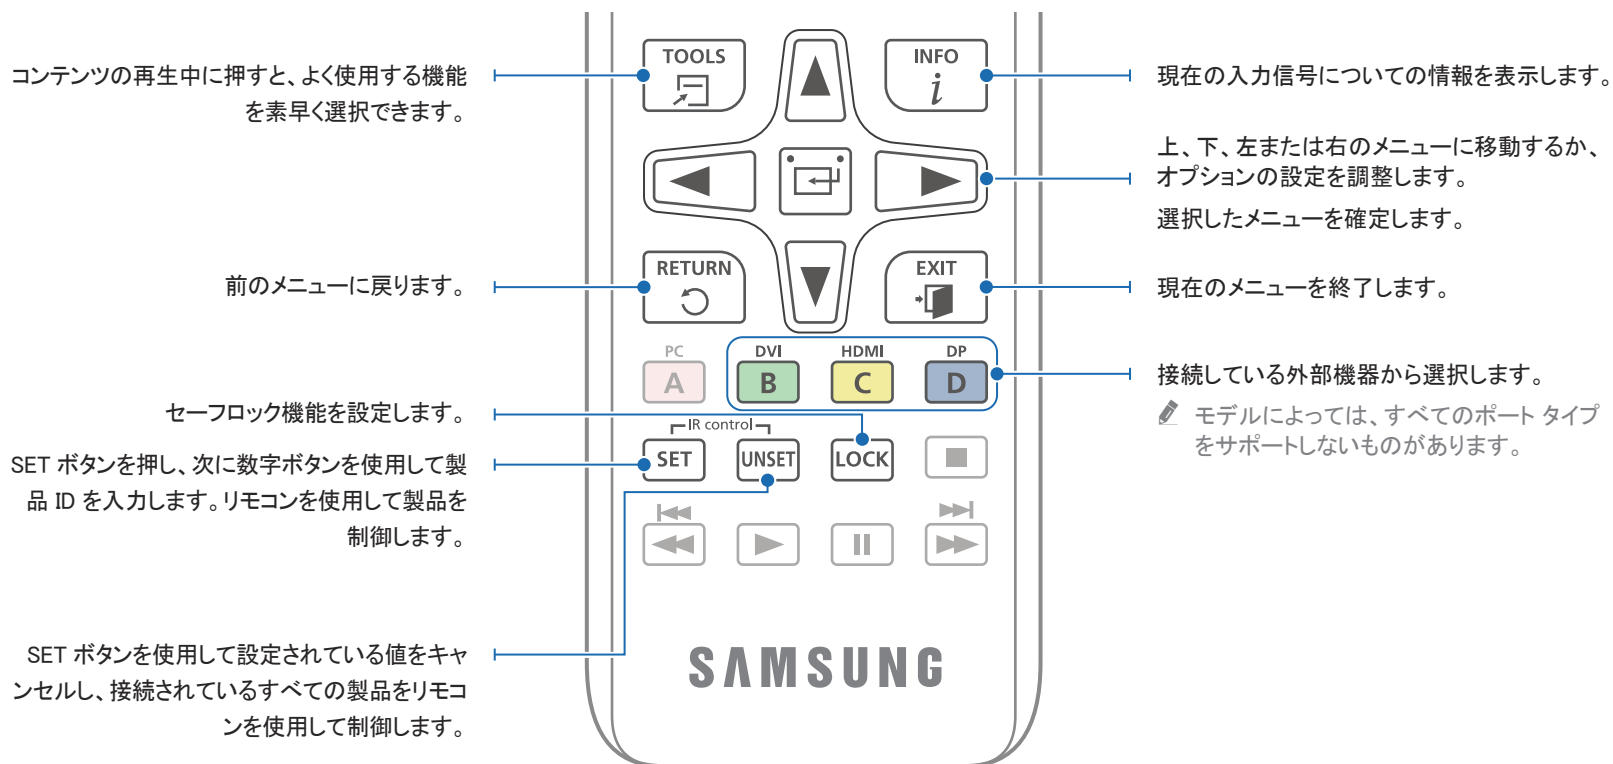 コンテンツの再生中に押すと、よく使用する機能
を素早く選択できます。
前のメニューに戻ります。
セーフロック機能を設定します。
SET ボタンを押し、次に数字ボタンを使用して製
品 ID を入力します。リモコンを使用して製品を
制御します。
SET ボタンを使用して設定されている値をキャ
ンセルし、接続されているすべての製品をリモコ
ンを使用して制御します。
TOOLS
INFO
i
RETURN
EXIT
PC
DVI
HDMI
DP
A
B
C
D
IR control
SET
UNSET
LOCK
SAMSUNG
現在の入力信号についての情報を表示します。
上、下、左または右のメニューに移動するか、
オプションの設定を調整します。
選択したメニューを確定します。
現在のメニューを終了します。
接続している外部機器から選択します。
モデルによっては、すべてのポート タイプ
をサポートしないものがあります。